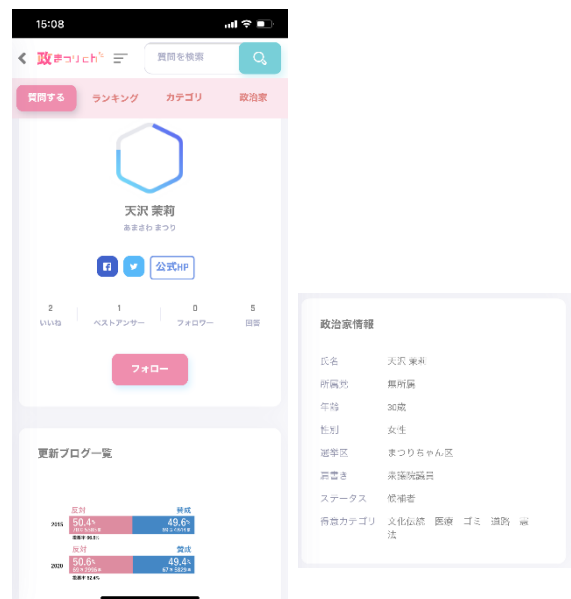 15:08
政まつりch
質問を検索
質問する ランキング カテゴリ 政治家
天沢 茉莉
あまさわ まつり
公式HP
2 1 0 5
いいね ベストアンサー フォロワー 回答
フォロー
更新ブログ一覧
反対 賛成
2015 50.4% 49.6%
反対 賛成
2020 50.6% 49.4%
政治家情報
氏名 天沢 茉莉
所属党 無所属
年齢 30歳
性別 女性
選挙区 まつりちゃん区
肩書き 衆議院議員
ステータス 候補者
得意カテゴリ 文化伝統 医療 ゴミ 道路
法